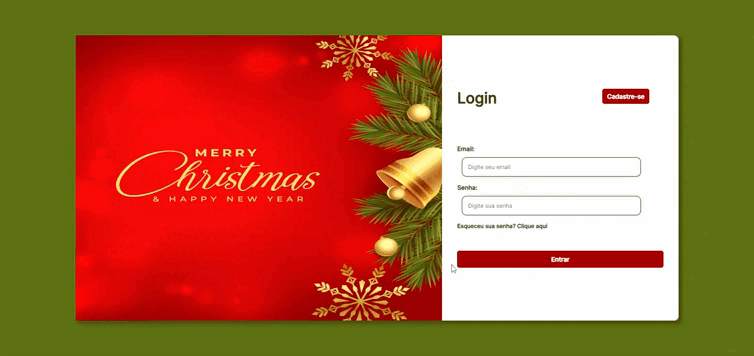 MERRY
Christmas
& HAPPY NEW YEAR
Login
Cadastre-se
Email:
Digite seu email
Senha:
Digite sua senha
Esqueceu sua senha? Clique aqui
Entrar